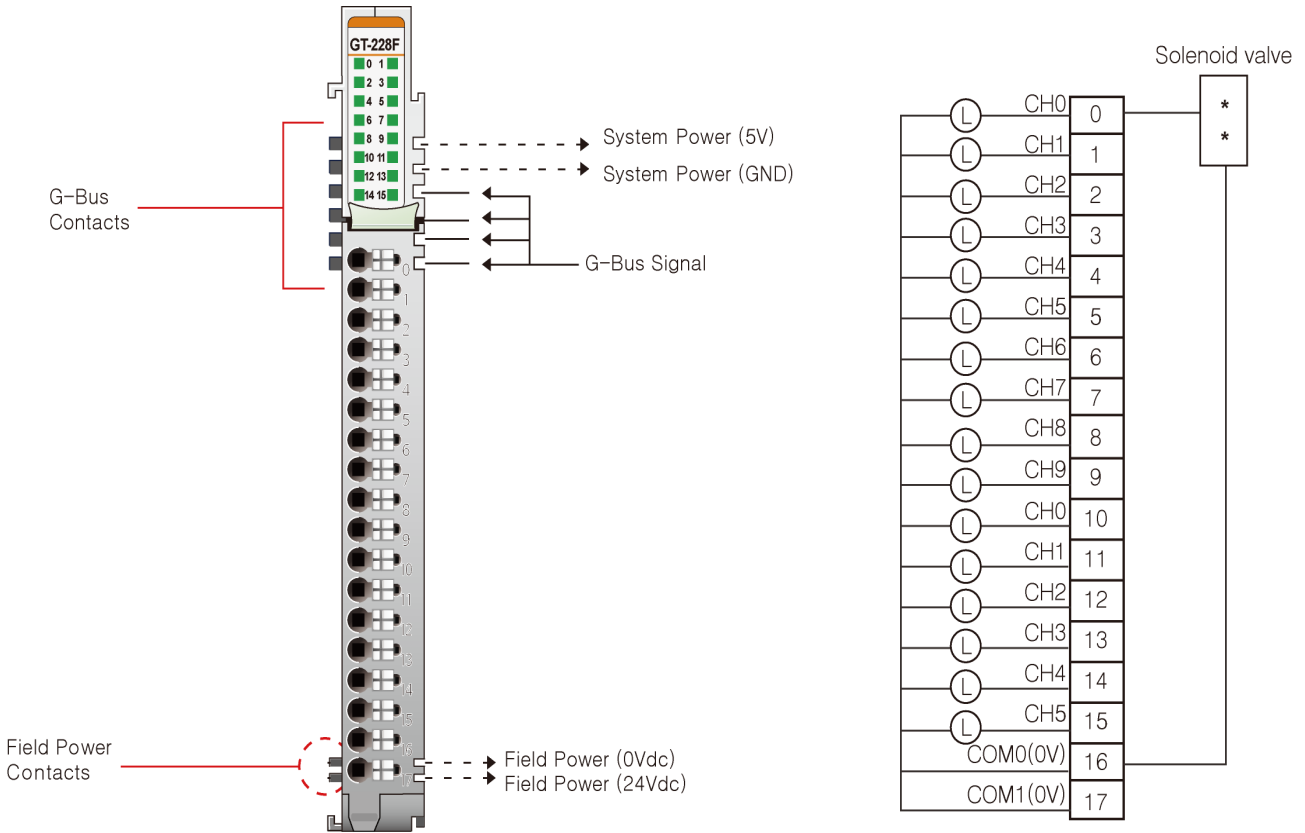 GT-228F
0 1
2 3
4 5
6 7
8 9
10 11
12 13
14 15
G-Bus
Contacts
System Power (5V)
System Power (GND)
G-Bus Signal
0
1
2
3
4
5
6
7
8
9
10
11
12
13
14
15
16
17
Field Power
Contacts
Field Power (0Vdc)
Field Power (24Vdc)
Solenoid valve
*
*
L CH0 0
L CH1 1
L CH2 2
L CH3 3
L CH4 4
L CH5 5
L CH6 6
L CH7 7
L CH8 8
L CH9 9
L CH0 10
L CH1 11
L CH2 12
L CH3 13
L CH4 14
L CH5 15
COM0(0V) 16
COM1(0V) 17